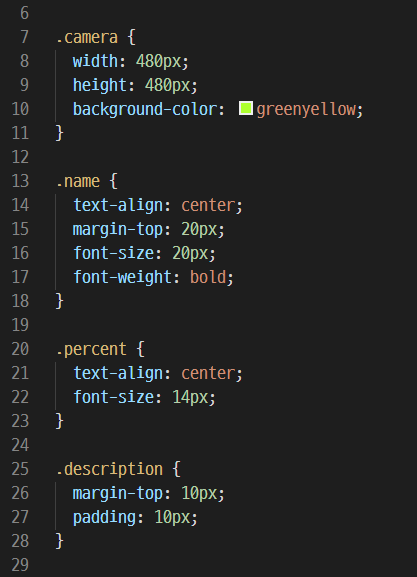 6
7 .camera {
8 width: 480px;
9 height: 480px;
10 background-color: greenyellow;
11 }
12
13 .name {
14 text-align: center;
15 margin-top: 20px;
16 font-size: 20px;
17 font-weight: bold;
18 }
19
20 .percent {
21 text-align: center;
22 font-size: 14px;
23 }
24
25 .description {
26 margin-top: 10px;
27 padding: 10px;
28 }
29